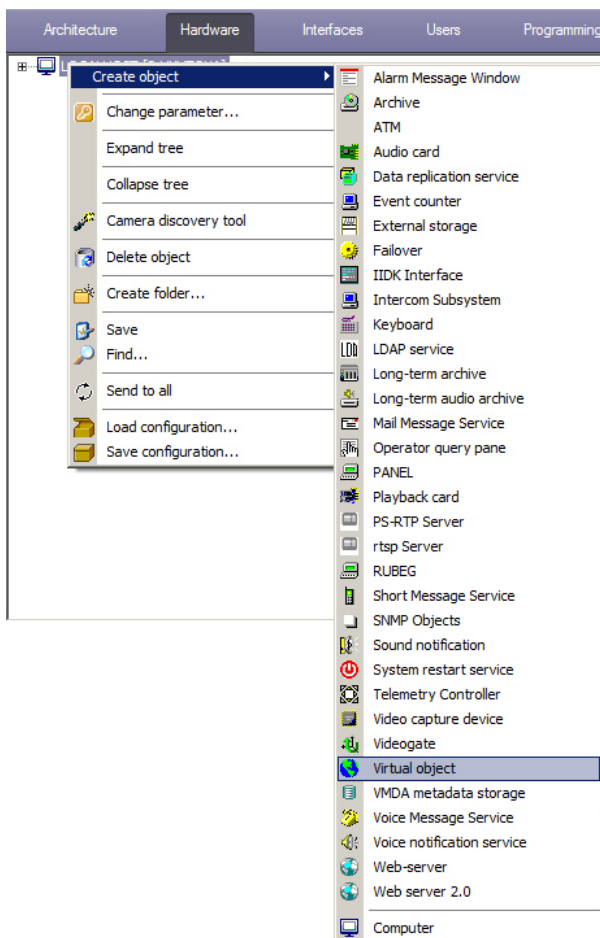 Architecture Hardware Interfaces Users Programming
Create object
Change parameter...
Expand tree
Collapse tree
Camera discovery tool
Delete object
Create folder...
Save
Find...
Send to all
Load configuration...
Save configuration...
Alarm Message Window
Archive
ATM
Audio card
Data replication service
Event counter
External storage
Failover
IIDK Interface
Intercom Subsystem
Keyboard
LDAP service
Long-term archive
Long-term audio archive
Mail Message Service
Operator query pane
PANEL
Playback card
PS-RTP Server
rtsp Server
RUBEG
Short Message Service
SNMP Objects
Sound notification
System restart service
Telemetry Controller
Video capture device
Videogate
Virtual object
VMDA metadata storage
Voice Message Service
Voice notification service
Web-server
Web server 2.0
Computer